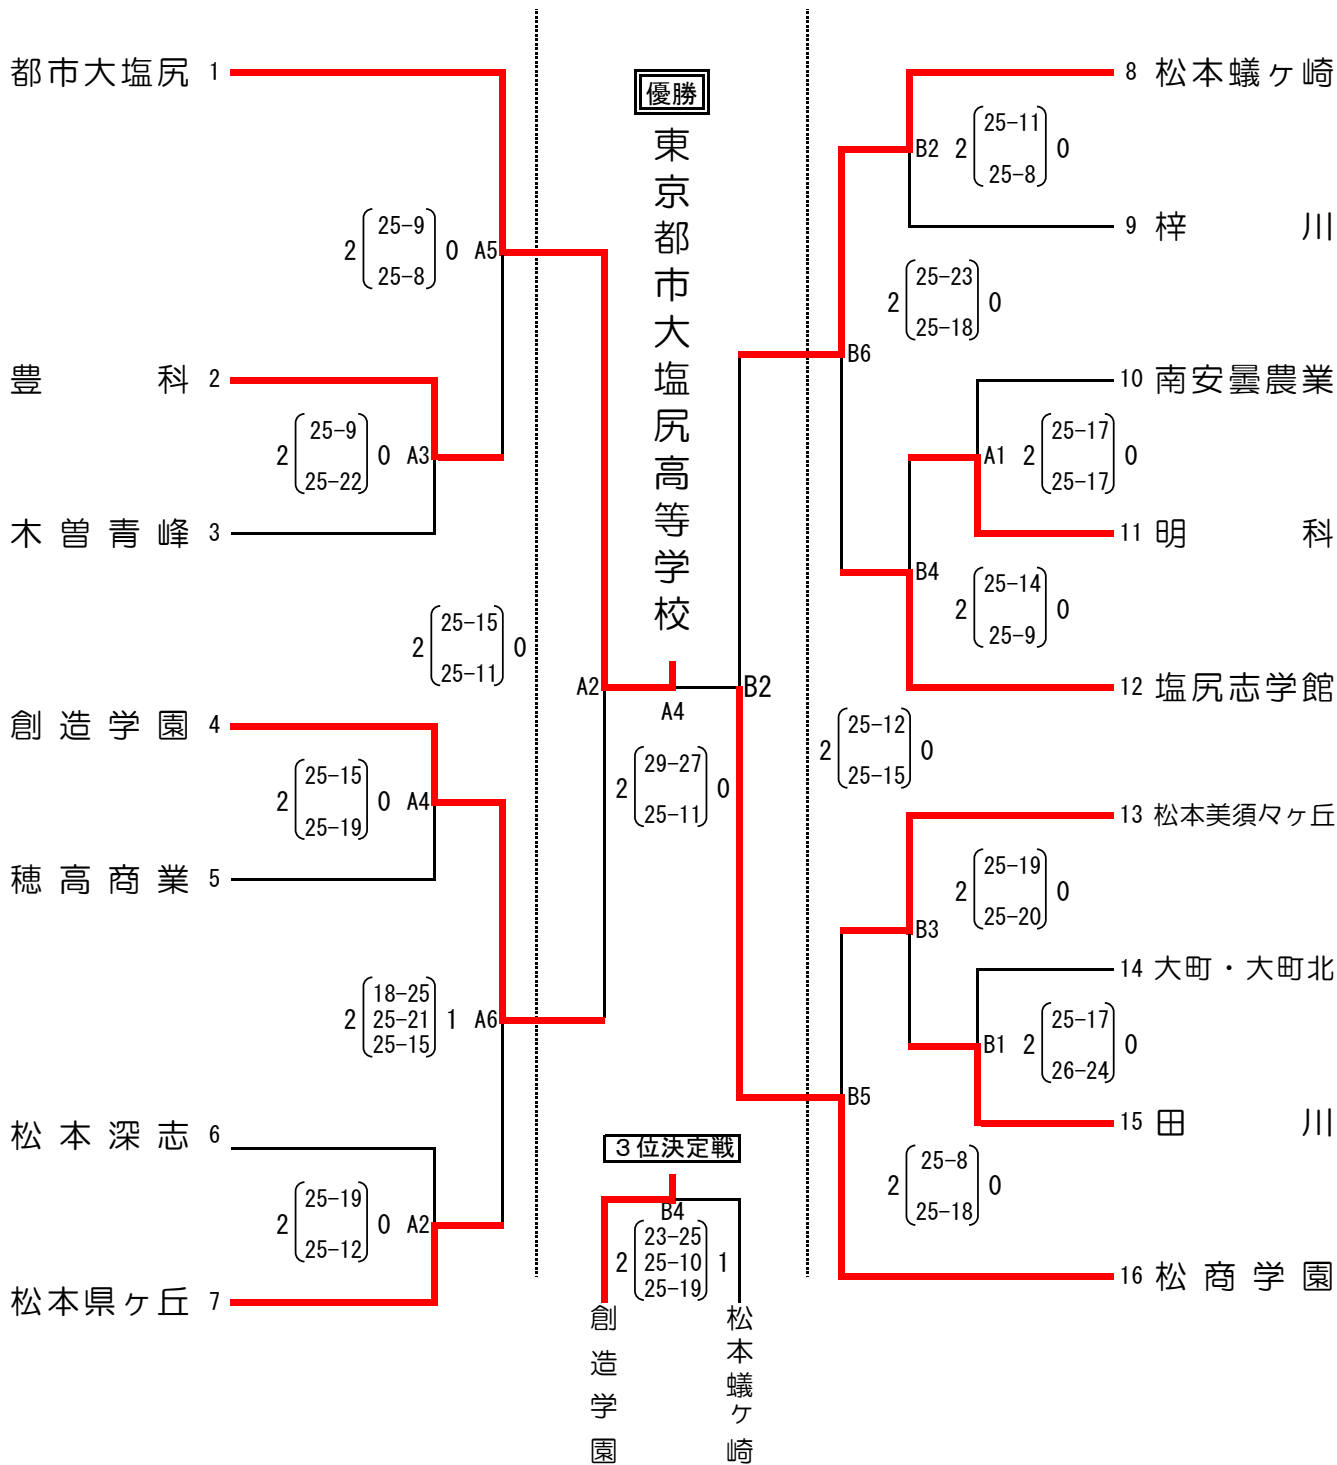 都市大塩尻 1
2 25-9 0 A5
25-8
豊科 2
2 25-9 0 A3
25-22
木曽青峰 3
2 25-15 0
25-11
A2
創造学園 4
2 25-15 0 A4
25-19
穂高商業 5
2 18-25 1 A6
25-21
25-15
松本深志 6
2 25-19 0 A2
25-12
松本県ヶ丘 7
優勝
東京都市大塩尻高等学校
A4
2 29-27 0
25-11
B2
3位決定戦
B4
2 23-25 1
25-10
25-19
創造学園
松本蟻ヶ崎
8 松本蟻ヶ崎
B2 2 25-11 0
25-8
9 梓川
2 25-23 0
25-18
B6
10 南安曇農業
A1 2 25-17 0
25-17
11 明科
B4
2 25-14 0
25-9
12 塩尻志学館
2 25-12 0
25-15
13 松本美須々ヶ丘
2 25-19 0
25-20
B3
14 大町・大町北
B1 2 25-17 0
26-24
15 田川
B5
2 25-8 0
25-18
16 松商学園